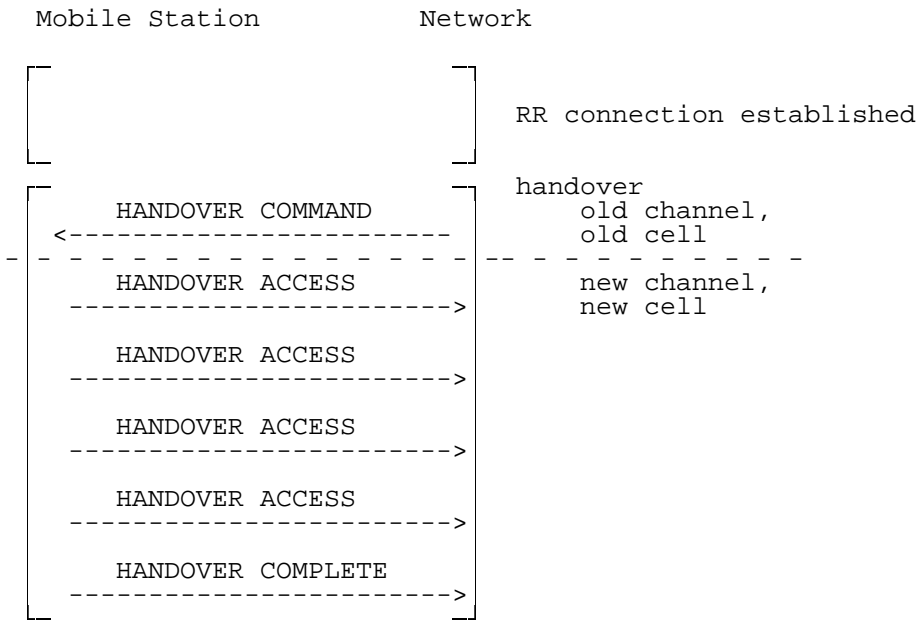 Mobile Station Network
RR connection established
handover
HANDOVER COMMAND old channel,
<------------------------ old cell
- - - - - - - - - - - - - - - -- - - - - - - - - -
HANDOVER ACCESS new channel,
------------------------> new cell
HANDOVER ACCESS
------------------------>
HANDOVER ACCESS
------------------------>
HANDOVER ACCESS
------------------------>
HANDOVER COMPLETE
------------------------>